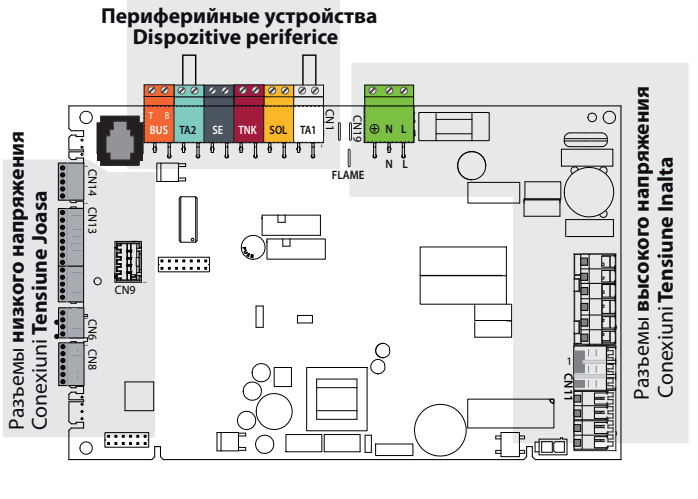 Периферийные устройства
Dispozitive periferice
T B
BUS TA2 SE TNK SOL TA1
CN1
CN19
N L
N L
FLAME
CN14
CN13
CN9
CN6
CN8
1
CN11
Разъемы низкого напряжения
Conexiuni Tensiune Joasa
Разъемы высокого напряжения
Conexiuni Tensiune Inalta